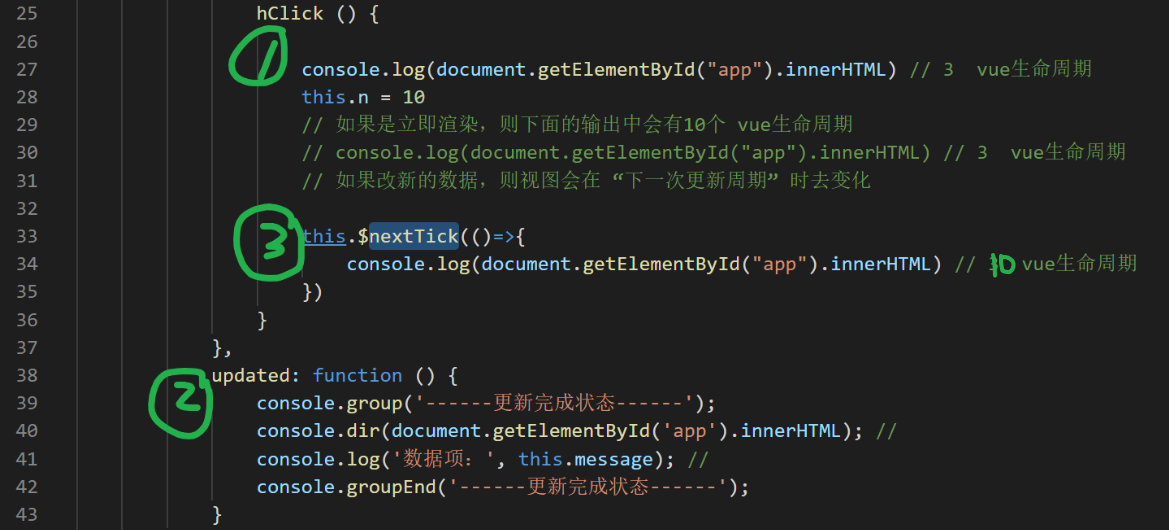 25 hClick () {
26
1
27 console.log(document.getElementById("app").innerHTML) // 3  vue生命周期
28 this.n = 10
29 // 如果是立即渲染，则下面的输出中会有10个 vue生命周期
30 // console.log(document.getElementById("app").innerHTML) // 3  vue生命周期
31 // 如果改新的数据，则视图会在 “下一次更新周期” 时去变化
32
3
33 this.$nextTick(()=>{
34 console.log(document.getElementById("app").innerHTML) // 10 vue生命周期
35 })
36 }
37 },
2
38 updated: function () {
39 console.group('------更新完成状态------');
40 console.dir(document.getElementById('app').innerHTML); //
41 console.log('数据项: ', this.message); //
42 console.groupEnd('------更新完成状态------');
43 }